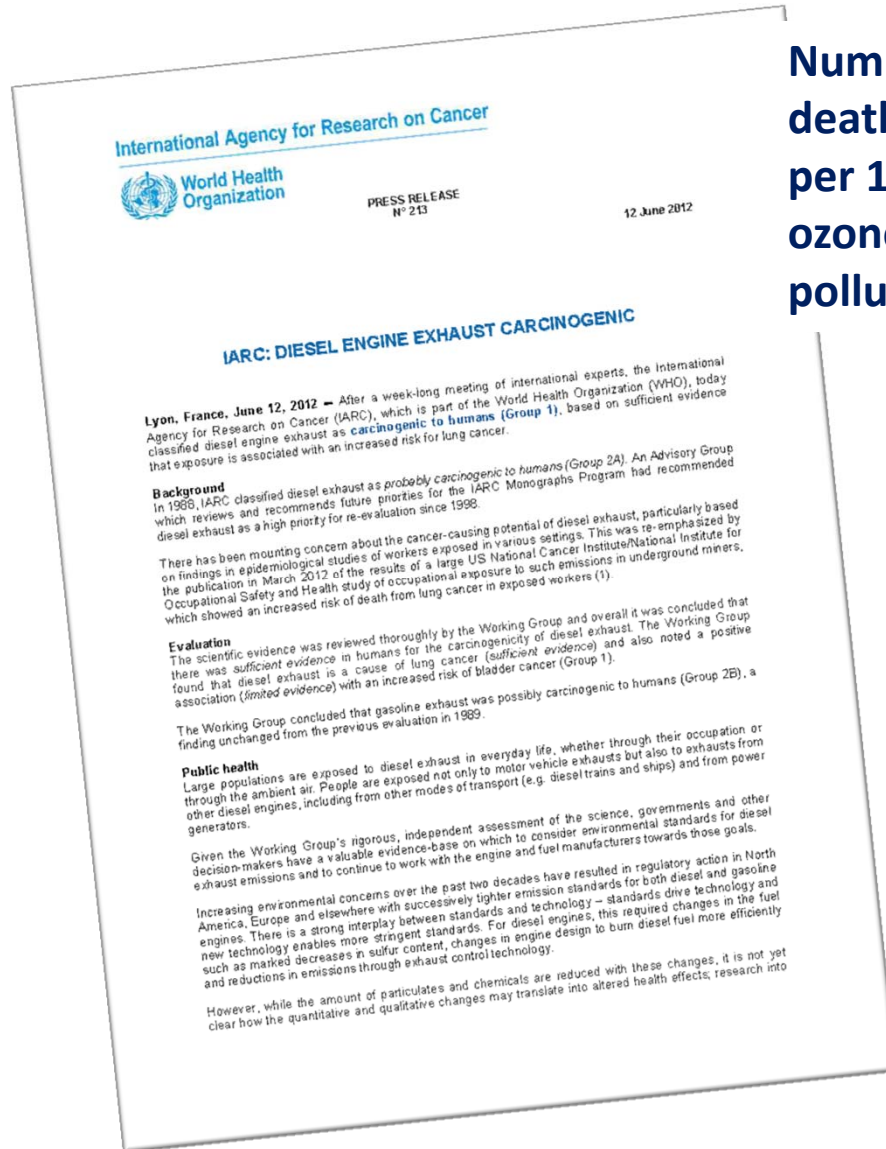 International Agency for Research on Cancer
World Health
Organization
PRESS RELEASE
N° 213
12 June 2012
IARC: DIESEL ENGINE EXHAUST CARCINOGENIC
Lyon, France, June 12, 2012 – After a week-long meeting of international experts, the International
Agency for Research on Cancer (IARC), which is part of the World Health Organization (WHO), today
classified diesel engine exhaust as carcinogenic to humans (Group 1), based on sufficient evidence
that exposure is associated with an increased risk for lung cancer.
Background
In 1988, IARC classified diesel exhaust as probably carcinogenic to humans (Group 2A). An Advisory Group
which reviews and recommends future priorities for the IARC Monographs Program had recommended
diesel exhaust as a high priority for re-evaluation since 1998.
There has been mounting concern about the cancer-causing potential of diesel exhaust, particularly based
on findings in epidemiological studies of workers exposed in various settings. This was re-emphasized by
the publication in March 2012 of the results of a large US National Cancer Institute/National Institute for
Occupational Safety and Health study of occupational exposure to such emissions in underground miners,
which showed an increased risk of death from lung cancer in exposed workers (1).
Evaluation
The scientific evidence was reviewed thoroughly by the Working Group and overall it was concluded that
there was sufficient evidence in humans for the carcinogenicity of diesel exhaust. The Working Group
found that diesel exhaust is a cause of lung cancer (sufficient evidence) and also noted a positive
association (limited evidence) with an increased risk of bladder cancer (Group 1).
The Working Group concluded that gasoline exhaust was possibly carcinogenic to humans (Group 2B), a
finding unchanged from the previous evaluation in 1989.
Public health
Large populations are exposed to diesel exhaust in everyday life, whether through their occupation or
through the ambient air. People are exposed not only to motor vehicle exhausts but also to exhausts from
other diesel engines, including from other modes of transport (e.g. diesel trains and ships) and from power
generators.
Given the Working Group's rigorous, independent assessment of the science, governments and other
decision-makers have a valuable evidence-base on which to consider environmental standards for diesel
exhaust emissions and to continue to work with the engine and fuel manufacturers towards those goals.
Increasing environmental concerns over the past two decades have resulted in regulatory action in North
America, Europe and elsewhere with successively tighter emission standards for both diesel and gasoline
engines. There is a strong interplay between standards and technology – standards drive technology and
new technology enables more stringent standards. For diesel engines, this required changes in the fuel
such as marked decreases in sulfur content, changes in engine design to burn diesel fuel more efficiently
and reductions in emissions through exhaust control technology.
However, while the amount of particulates and chemicals are reduced with these changes, it is not yet
clear how the quantitative and qualitative changes may translate into altered health effects; research into
Num
death
per 1
ozon
pollu